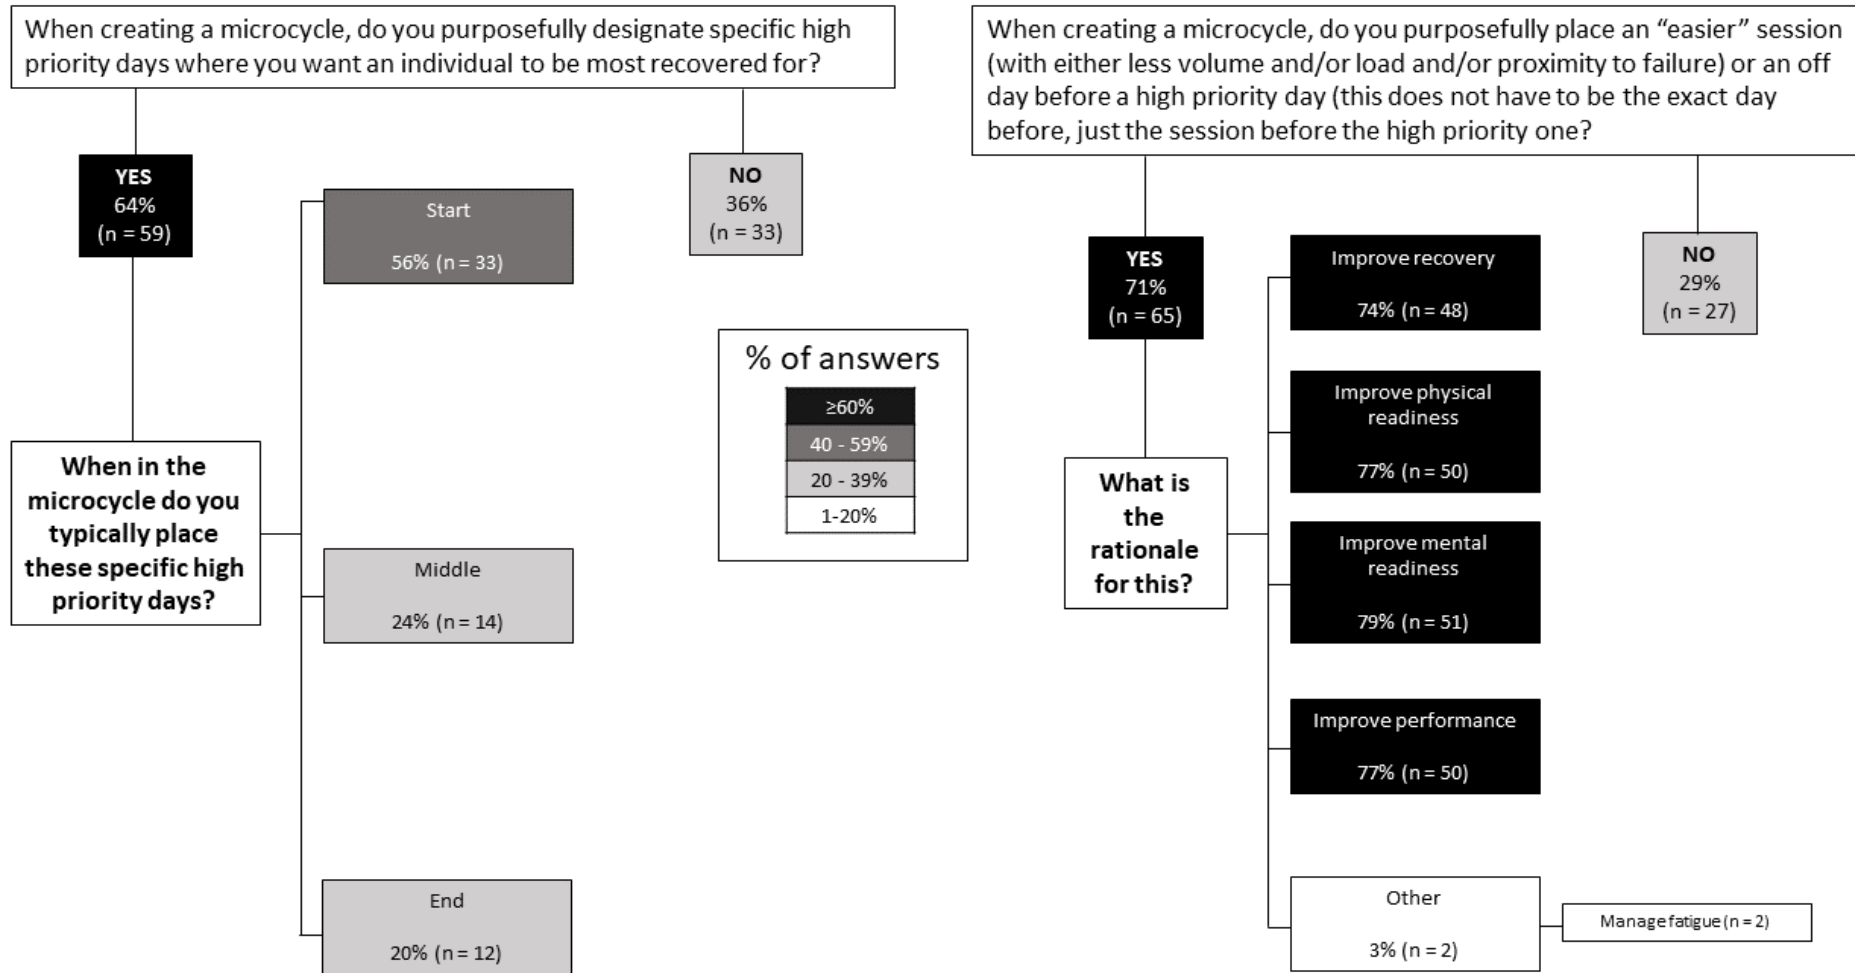 When creating a microcycle, do you purposefully designate specific high
priority days where you want an individual to be most recovered for?
YES
64%
(n = 59)
NO
36%
(n = 33)
When in the
microcycle do you
typically place
these specific high
priority days?
Start
56% (n = 33)
Middle
24% (n = 14)
End
20% (n = 12)
% of answers
≥60%
40 - 59%
20 - 39%
1-20%
When creating a microcycle, do you purposefully place an “easier” session
(with either less volume and/or load and/or proximity to failure) or an off
day before a high priority day (this does not have to be the exact day
before, just the session before the high priority one?
YES
71%
(n = 65)
NO
29%
(n = 27)
What is
the
rationale
for this?
Improve recovery
74% (n = 48)
Improve physical
readiness
77% (n = 50)
Improve mental
readiness
79% (n = 51)
Improve performance
77% (n = 50)
Other
3% (n = 2)
Manage fatigue (n = 2)